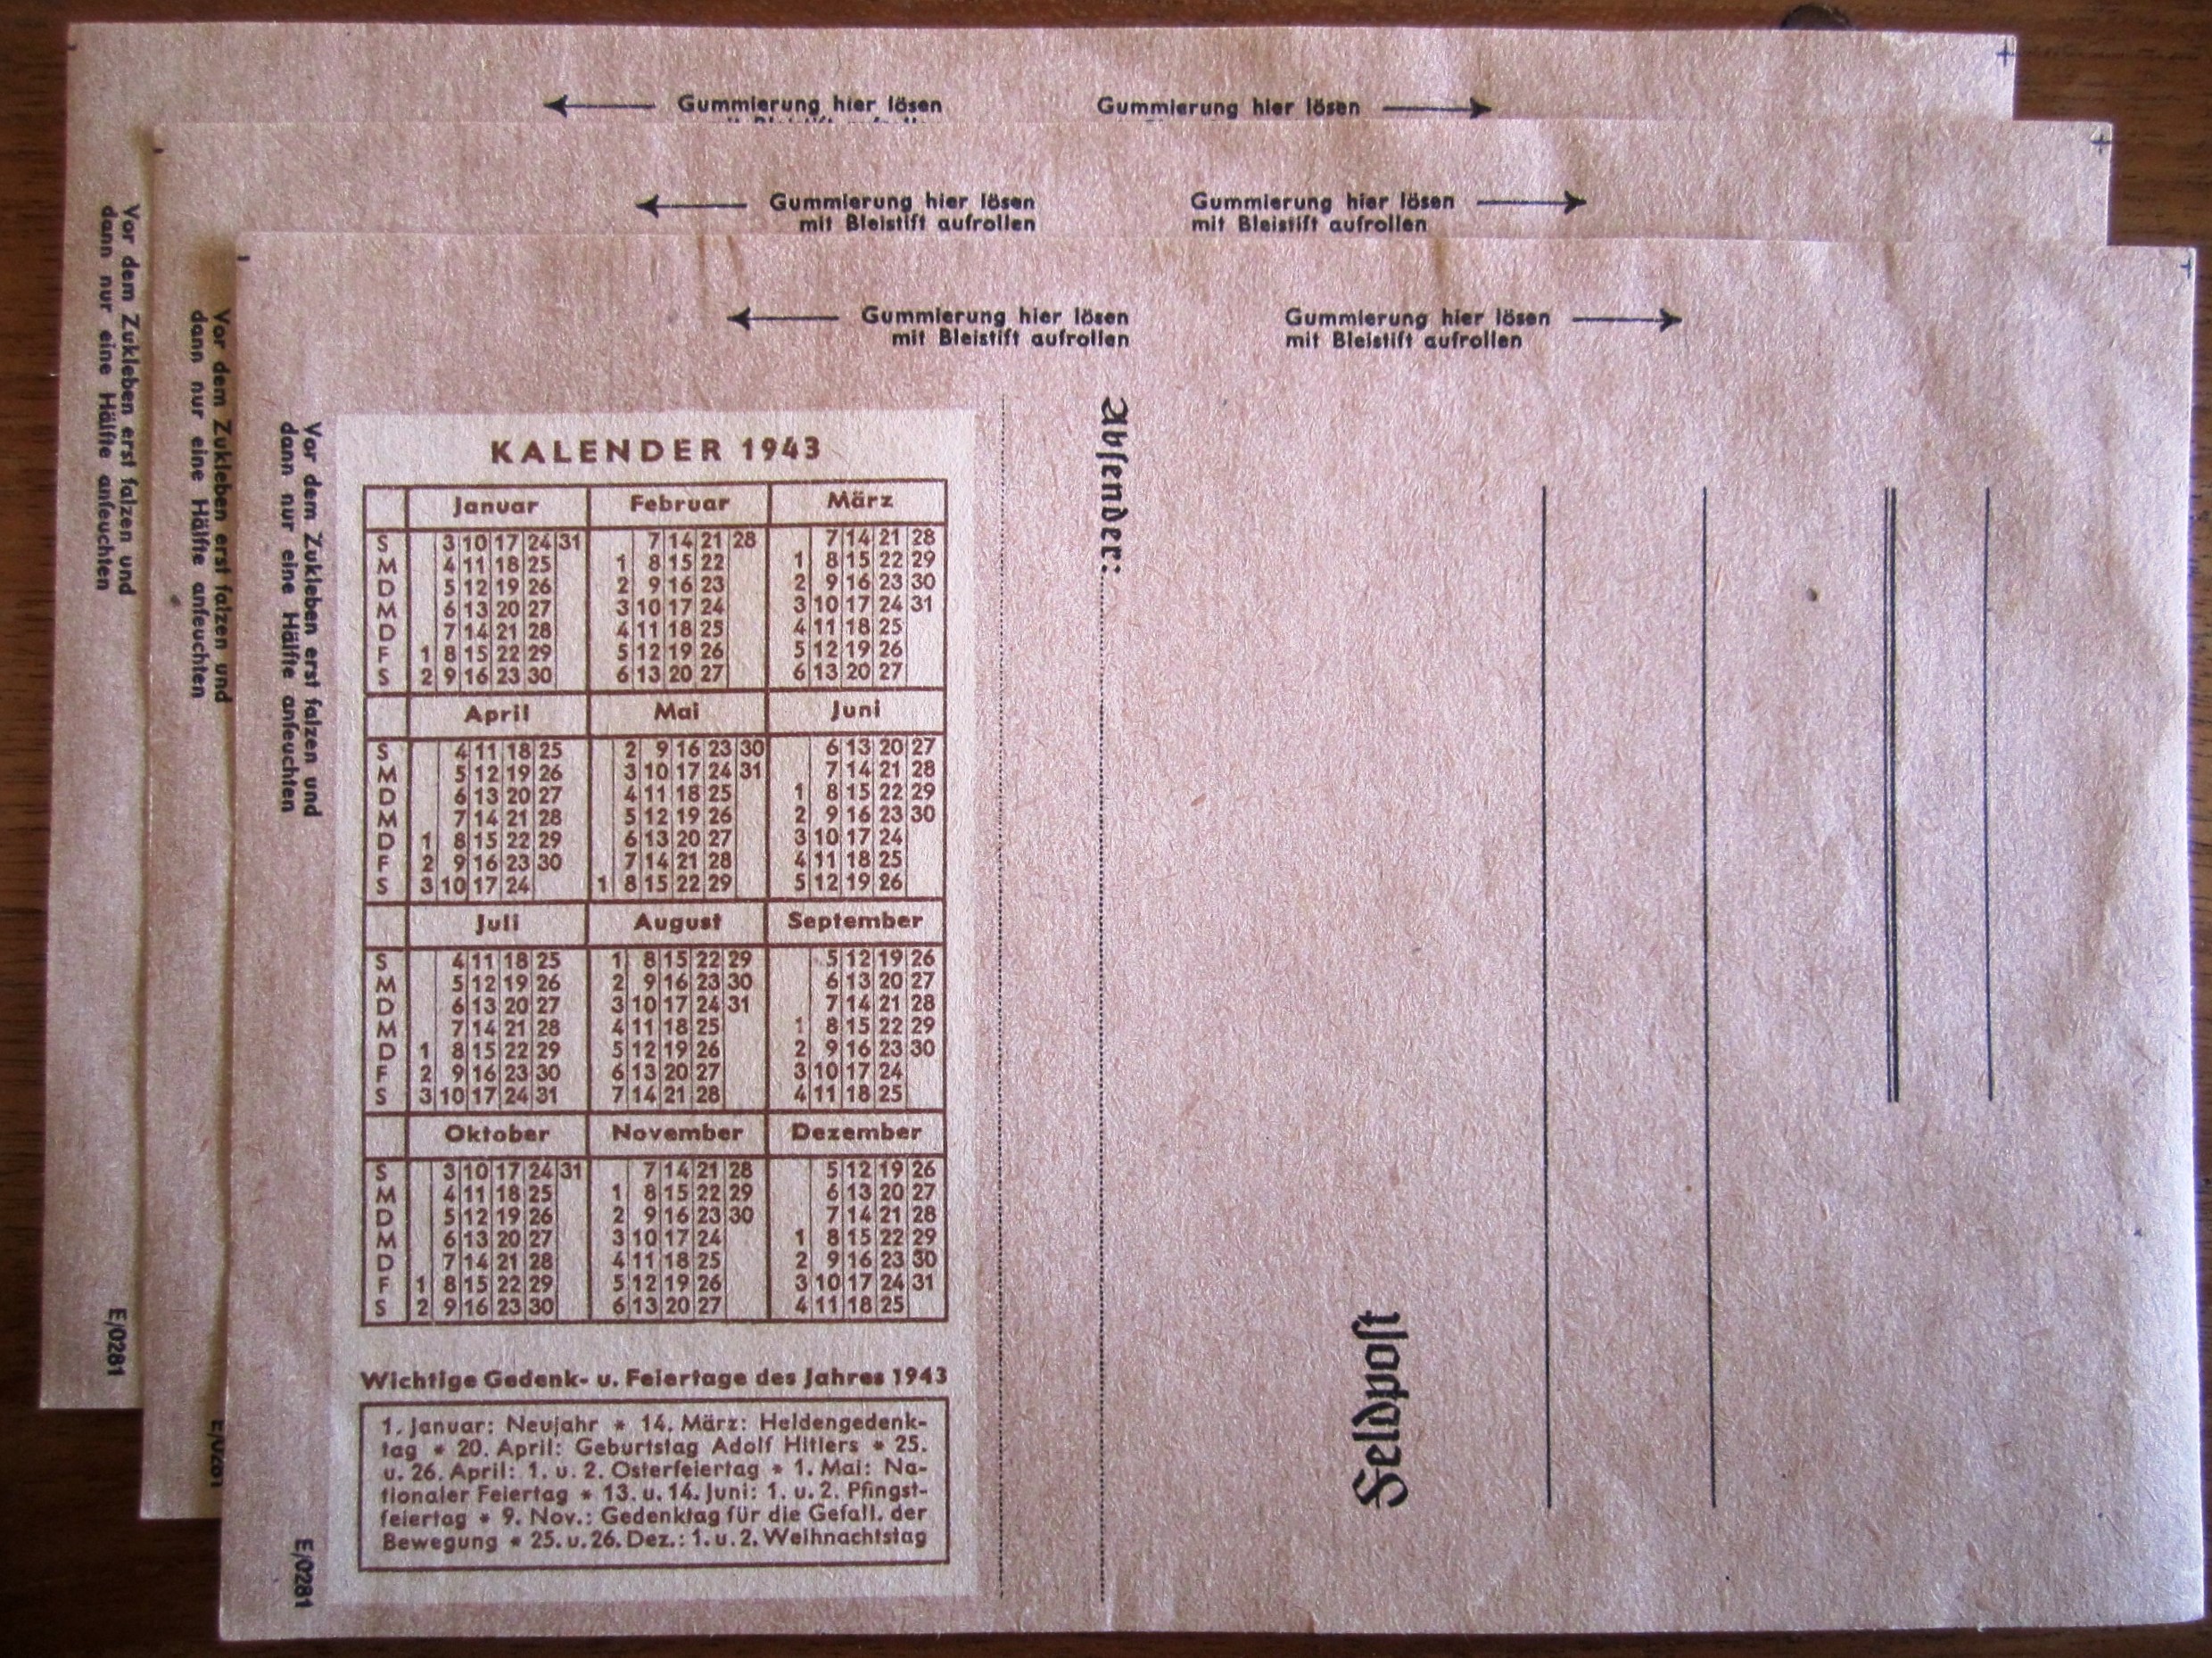 Gummierung hier lösen
Gummierung hier lösen
Gummierung hier lösen
mit Bleistift aufrollen
Gummierung hier lösen
mit Bleistift aufrollen
Gummierung hier lösen
mit Bleistift aufrollen
Gummierung hier lösen
mit Bleistift aufrollen
Vor dem Zukleben erst falzen und
dann nur eine Hälfte anfeuchten
E/0281
Vor dem Zukleben erst falzen und
dann nur eine Hälfte anfeuchten
E/0281
Vor dem Zukleben erst falzen und
dann nur eine Hälfte anfeuchten
E/0281
KALENDER 1943
Januar Februar März
S 3 10 17 24 31 7 14 21 28 7 14 21 28
M 4 11 18 25 1 8 15 22 1 8 15 22 29
D 5 12 19 26 2 9 16 23 2 9 16 23 30
M 6 13 20 27 3 10 17 24 3 10 17 24 31
D 7 14 21 28 4 11 18 25 4 11 18 25
F 1 8 15 22 29 5 12 19 26 5 12 19 26
S 2 9 16 23 30 6 13 20 27 6 13 20 27
April Mai Juni
S 4 11 18 25 2 9 16 23 30 6 13 20 27
M 5 12 19 26 3 10 17 24 31 7 14 21 28
D 6 13 20 27 4 11 18 25 1 8 15 22 29
M 7 14 21 28 5 12 19 26 2 9 16 23 30
D 1 8 15 22 29 6 13 20 27 3 10 17 24
F 2 9 16 23 30 7 14 21 28 4 11 18 25
S 3 10 17 24 1 8 15 22 29 5 12 19 26
Juli August September
S 4 11 18 25 1 8 15 22 29 5 12 19 26
M 5 12 19 26 2 9 16 23 30 6 13 20 27
D 6 13 20 27 3 10 17 24 31 7 14 21 28
M 7 14 21 28 4 11 18 25 1 8 15 22 29
D 1 8 15 22 29 5 12 19 26 2 9 16 23 30
F 2 9 16 23 30 6 13 20 27 3 10 17 24
S 3 10 17 24 31 7 14 21 28 4 11 18 25
Oktober November Dezember
S 3 10 17 24 31 7 14 21 28 5 12 19 26
M 4 11 18 25 1 8 15 22 29 6 13 20 27
D 5 12 19 26 2 9 16 23 30 7 14 21 28
M 6 13 20 27 3 10 17 24 1 8 15 22 29
D 7 14 21 28 4 11 18 25 2 9 16 23 30
F 1 8 15 22 29 5 12 19 26 3 10 17 24 31
S 2 9 16 23 30 6 13 20 27 4 11 18 25
Wichtige Gedenk- u. Feiertage des Jahres 1943
1. Januar: Neujahr * 14. März: Heldengedenk-
tag * 20. April: Geburtstag Adolf Hitlers * 25.
u. 26. April: 1. u. 2. Osterfeiertag * 1. Mai: Na-
tionaler Feiertag * 13. u. 14. Juni: 1. u. 2. Pfingst-
feiertag * 9. Nov.: Gedenktag für die Gefall. der
Bewegung * 25. u. 26. Dez.: 1. u. 2. Weihnachtstag
Absender:
Feldpost